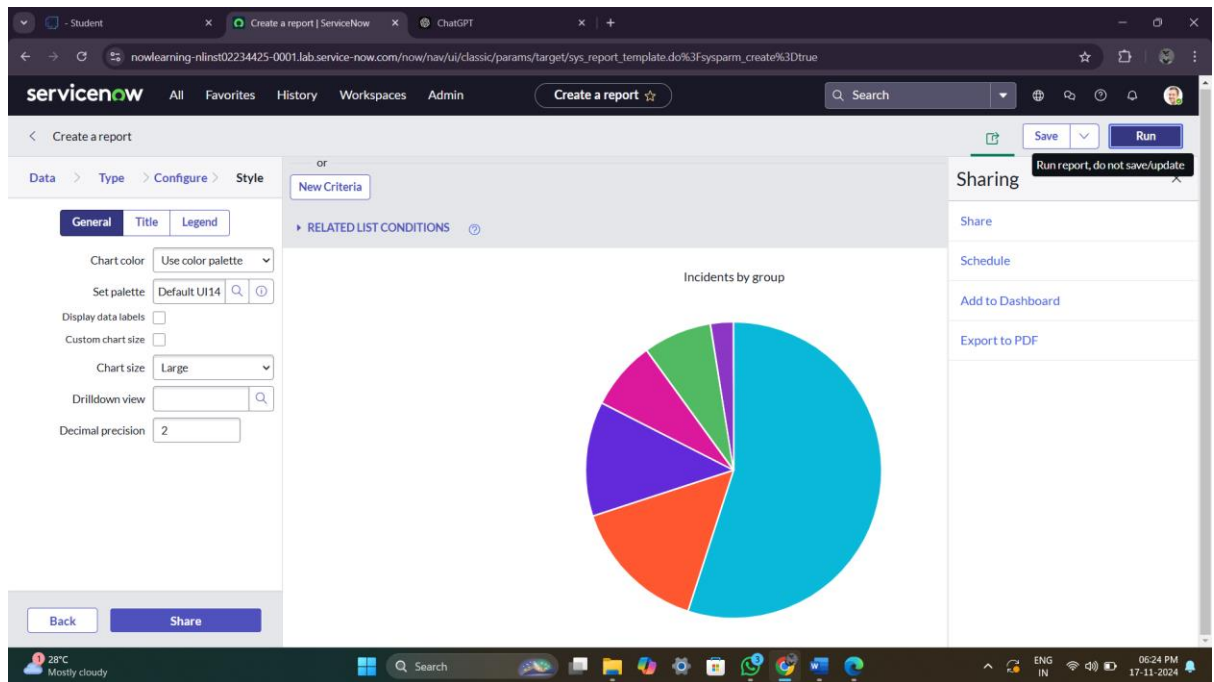 - Student
Create a report | ServiceNow
ChatGPT
nowlearning-nlinst02234425-0001.lab.service-now.com/now/nav/ui/classic/params/target/sys_report_template.do%3Fsysparm_create%3Dtrue
servicenow All Favorites History Workspaces Admin Create a report Search
Create a report Save Run
Run report, do not save/update
Data > Type > Configure > Style
General Title Legend
Chart color Use color palette
Set palette Default UI14
Display data labels
Custom chart size
Chart size Large
Drilldown view
Decimal precision 2
Back Share
or
New Criteria
RELATED LIST CONDITIONS
Incidents by group
Sharing
Share
Schedule
Add to Dashboard
Export to PDF
1
28°C
Mostly cloudy
Search
ENG
IN
06:24 PM
17-11-2024